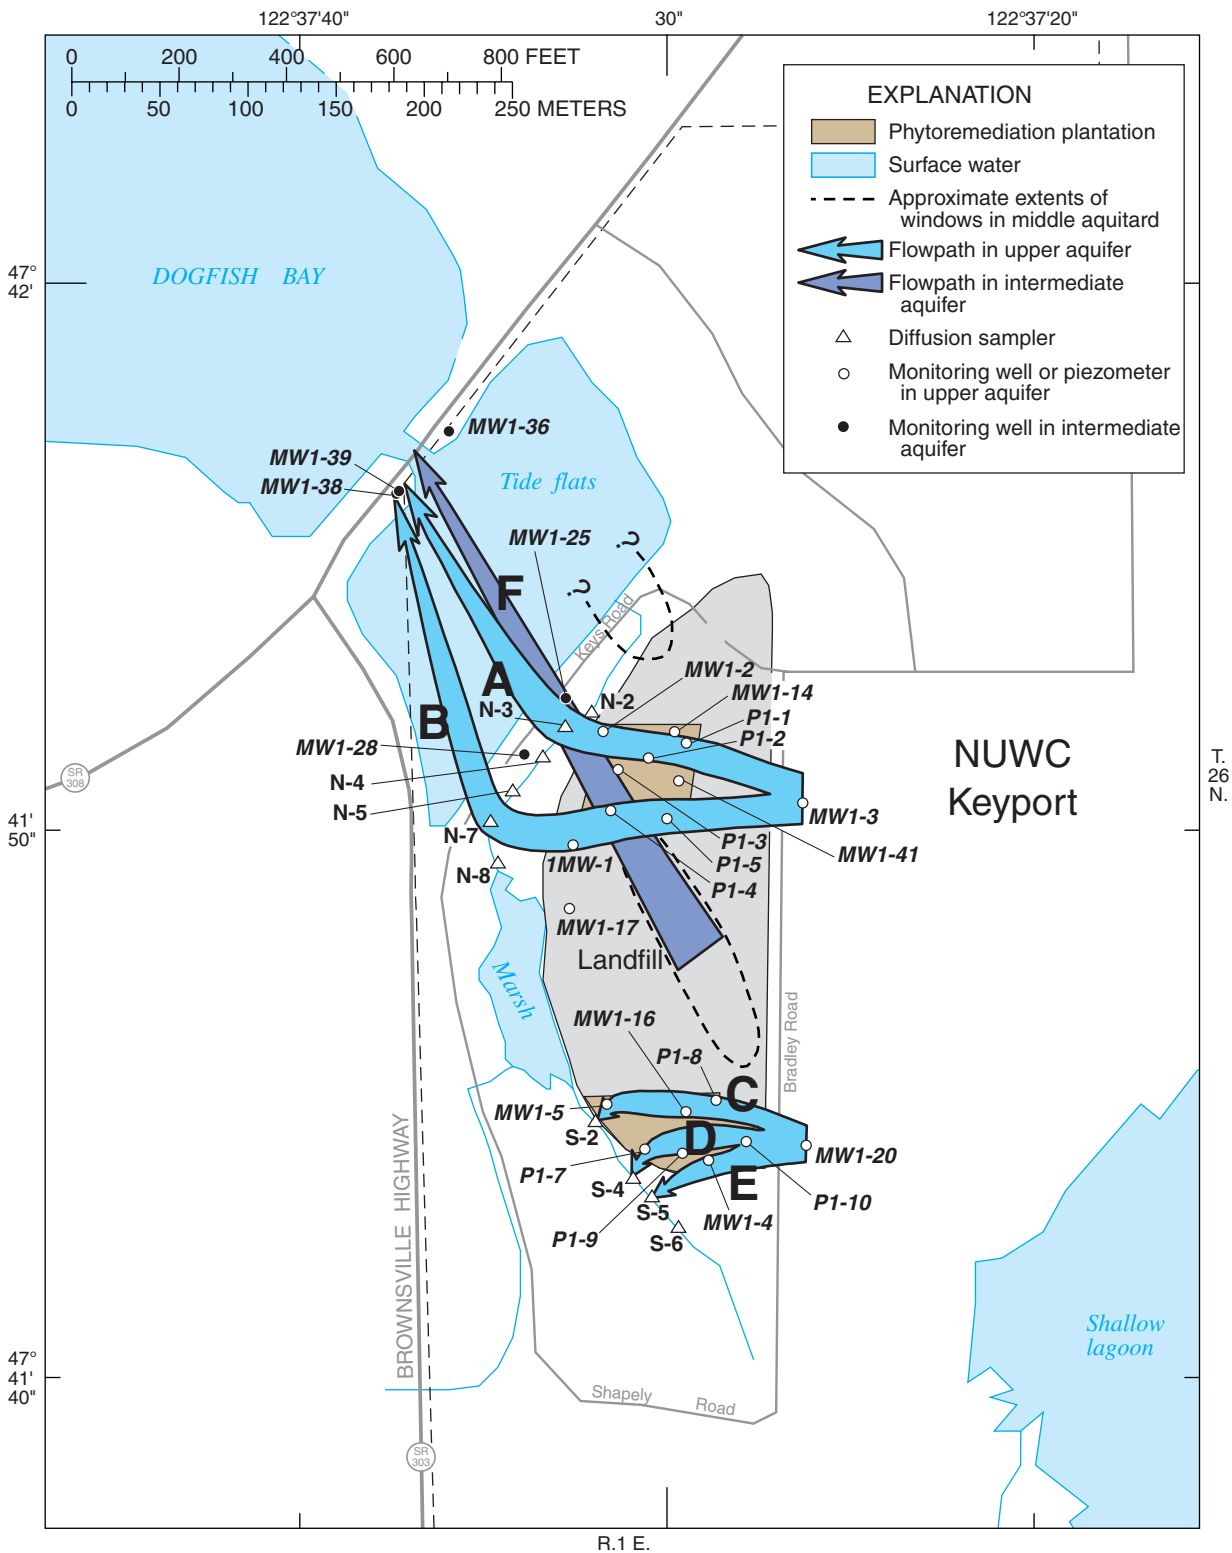 122°37'40" 30" 122°37'20"
0 200 400 600 800 FEET
0 50 100 150 200 250 METERS
EXPLANATION
Phytoremediation plantation
Surface water
Approximate extents of
windows in middle aquitard
Flowpath in upper aquifer
Flowpath in intermediate
aquifer
Diffusion sampler
Monitoring well or piezometer
in upper aquifer
Monitoring well in intermediate
aquifer
47°
42'
DOGFISH BAY
MW1-36
MW1-39
MW1-38
Tide flats
MW1-25
?
?
F
Keys Road
MW1-2
MW1-14
P1-1
P1-2
A
N-2
N-3
B
MW1-28
N-4
N-5
NUWC
Keyport
T.
26
N.
SR
308
41'
50"
MW1-3
N-7
P1-3
MW1-41
1MW-1
P1-5
N-8
P1-4
MW1-17
Landfill
Marsh
MW1-16
Bradley Road
P1-8
C
MW1-5
S-2
D
MW1-20
P1-7
S-4
E
P1-10
S-5
MW1-4
P1-9
S-6
BROWNSVILLE HIGHWAY
Shallow
lagoon
47°
41'
40"
Shapely Road
SR
303
R.1 E.